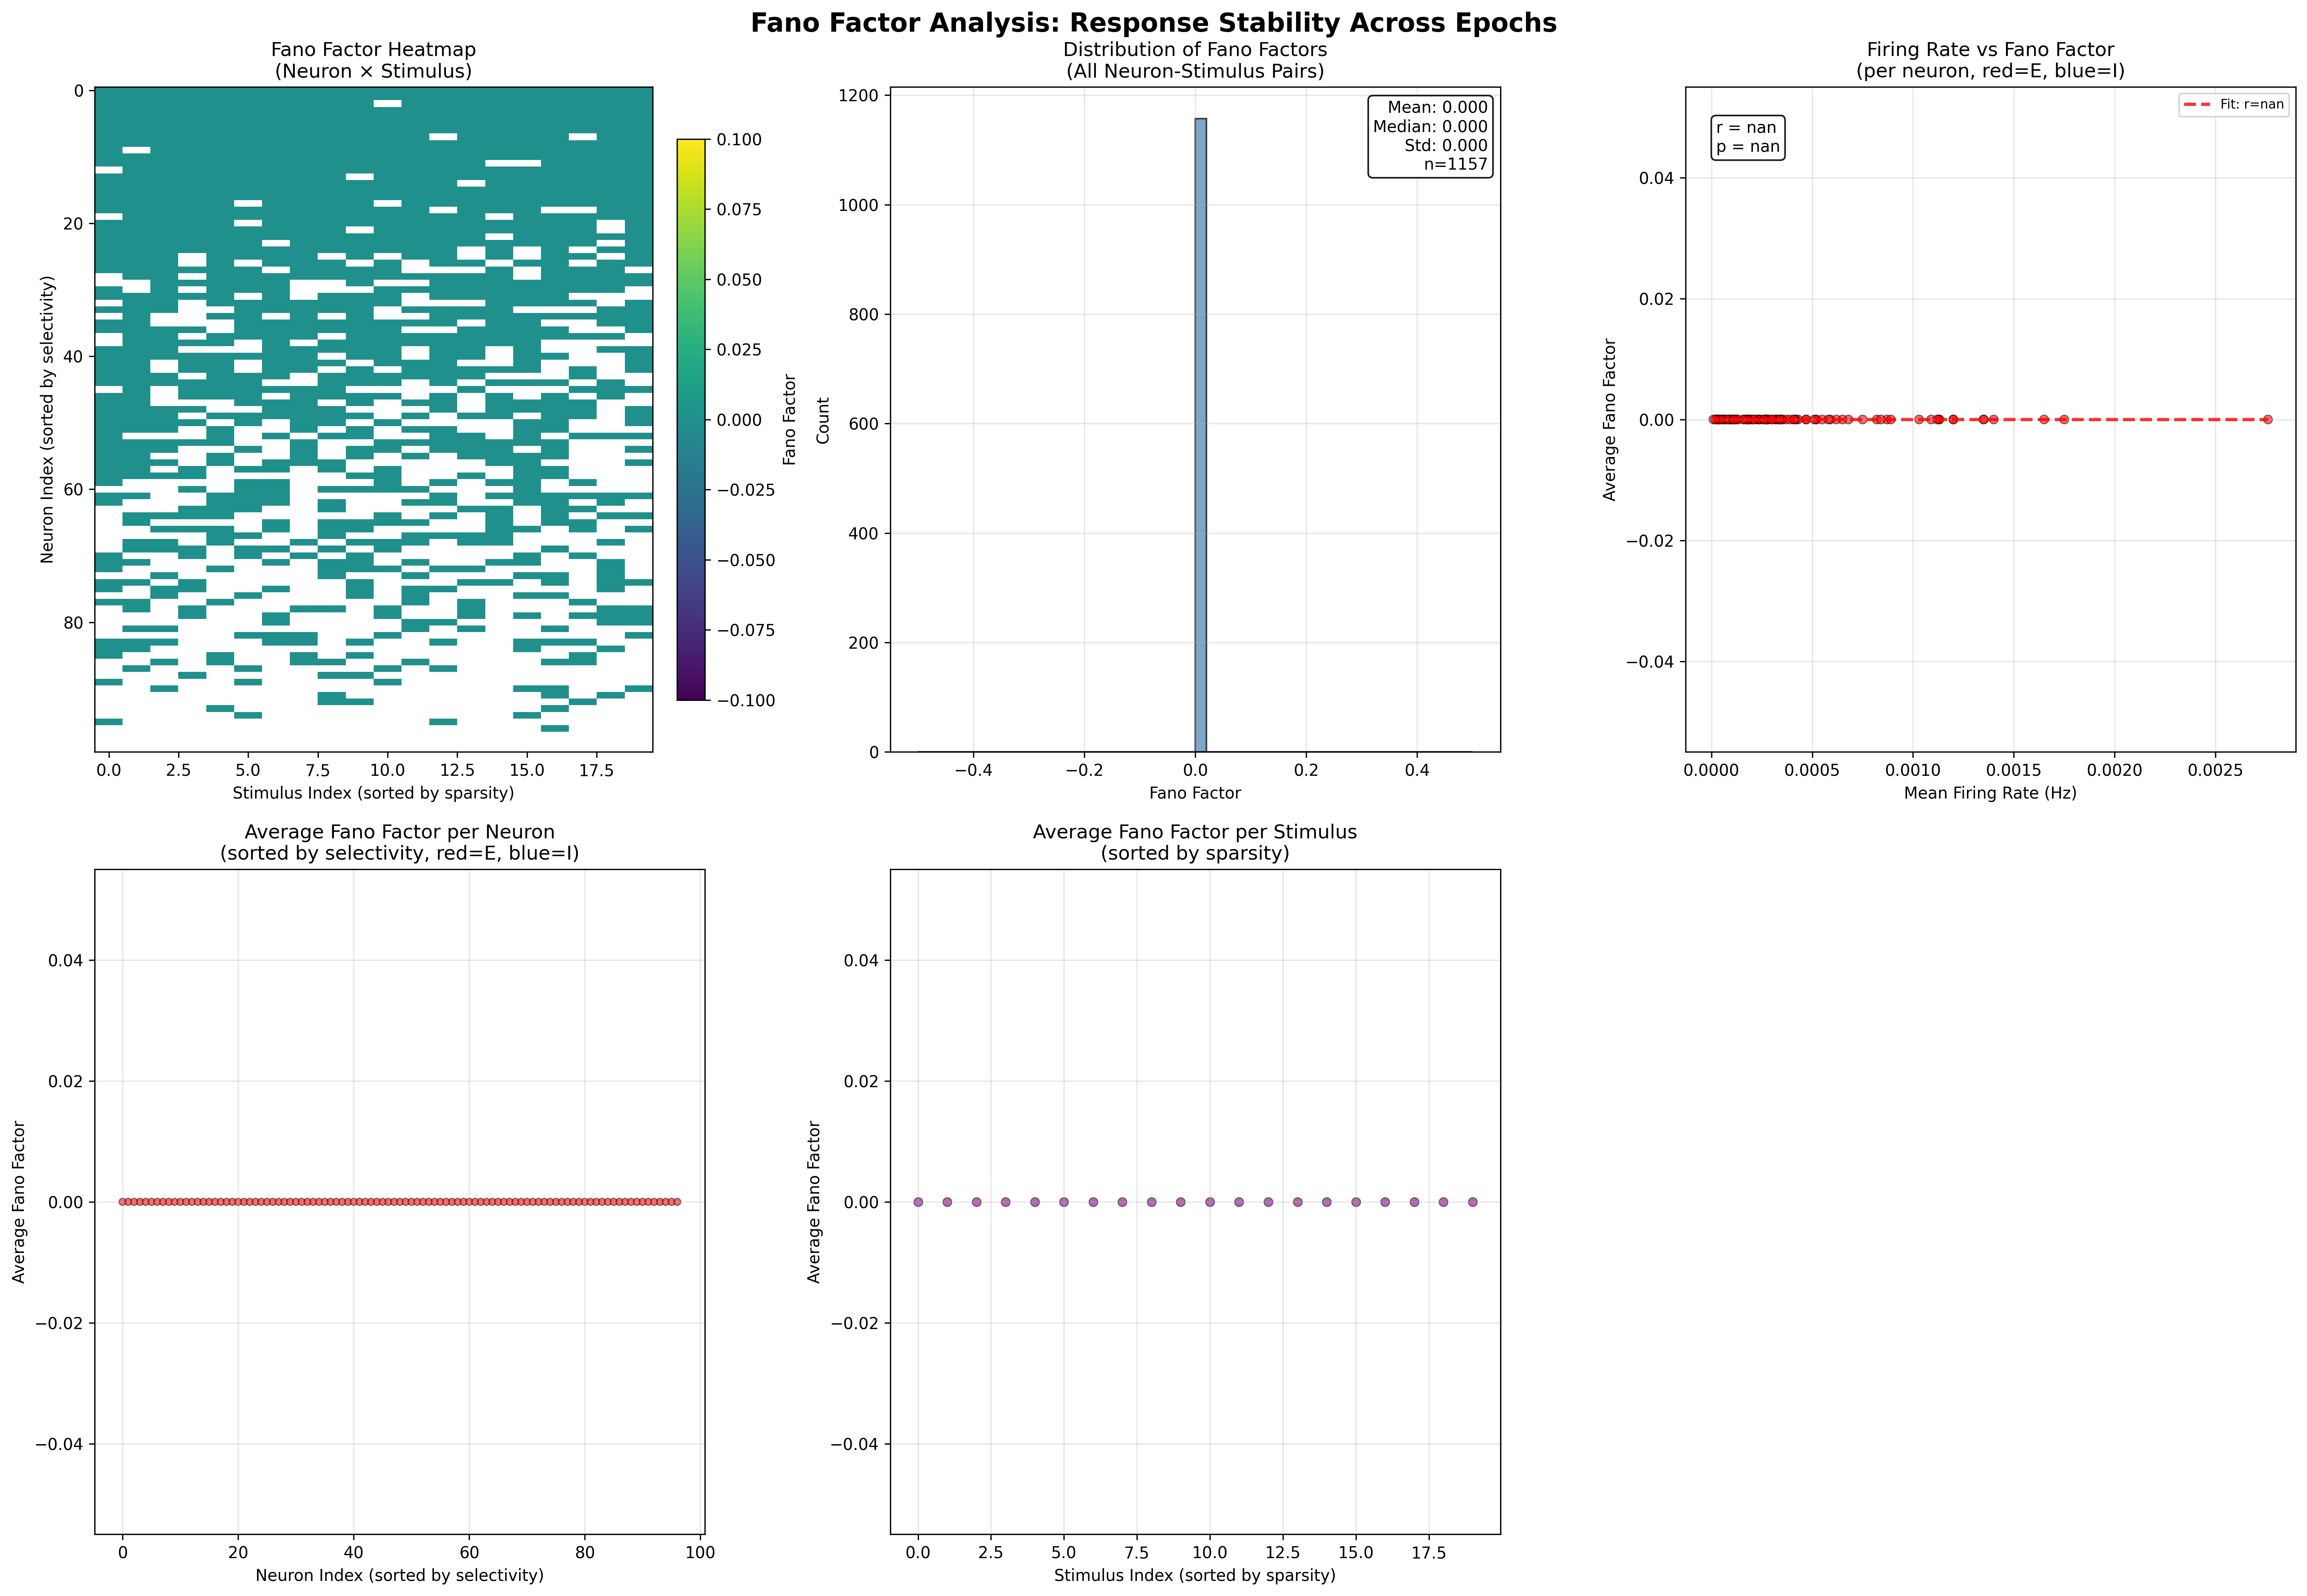 Fano Factor Analysis: Response Stability Across Epochs
Fano Factor Heatmap
(Neuron × Stimulus)
0
20
40
60
80
Neuron Index (sorted by selectivity)
0.0
2.5
5.0
7.5
10.0
12.5
15.0
17.5
Stimulus Index (sorted by sparsity)
0.100
0.075
0.050
0.025
0.000
−0.025
−0.050
−0.075
−0.100
Fano Factor
Distribution of Fano Factors
(All Neuron-Stimulus Pairs)
Mean: 0.000
Median: 0.000
Std: 0.000
n=1157
1200
1000
800
600
400
200
0
Count
−0.4
−0.2
0.0
0.2
0.4
Fano Factor
Firing Rate vs Fano Factor
(per neuron, red=E, blue=I)
Fit: r=nan
r = nan
p = nan
0.04
0.02
0.00
−0.02
−0.04
Average Fano Factor
0.0000
0.0005
0.0010
0.0015
0.0020
0.0025
Mean Firing Rate (Hz)
Average Fano Factor per Neuron
(sorted by selectivity, red=E, blue=I)
0.04
0.02
0.00
−0.02
−0.04
Average Fano Factor
0
20
40
60
80
100
Neuron Index (sorted by selectivity)
Average Fano Factor per Stimulus
(sorted by sparsity)
0.04
0.02
0.00
−0.02
−0.04
Average Fano Factor
0.0
2.5
5.0
7.5
10.0
12.5
15.0
17.5
Stimulus Index (sorted by sparsity)